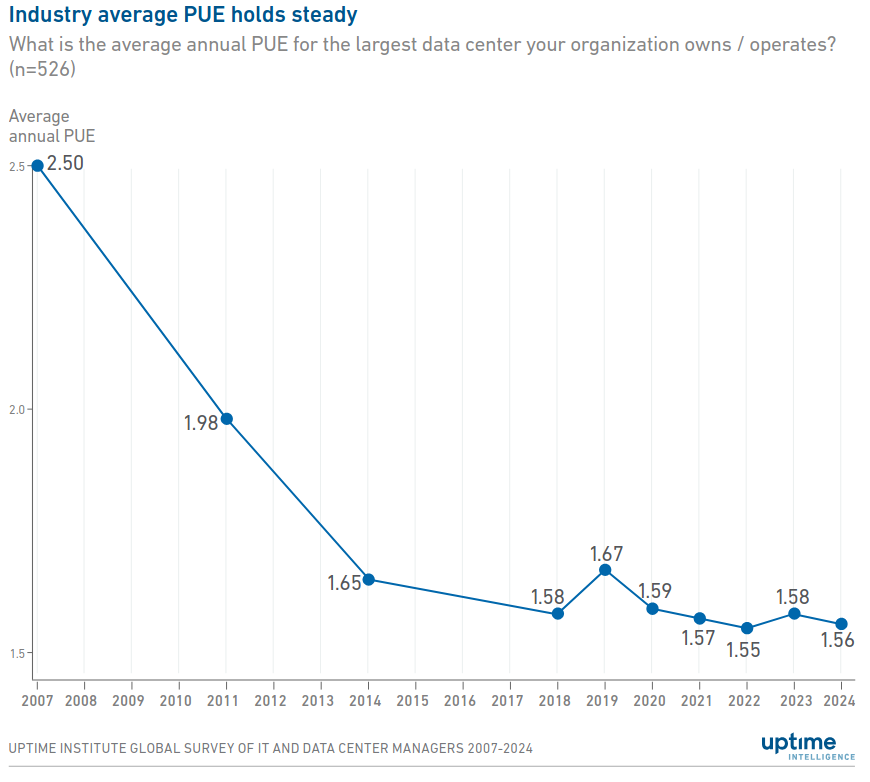 Industry average PUE holds steady
What is the average annual PUE for the largest data center your organization owns / operates?
(n=526)
Average
annual PUE
2.5
2.50
2.0
1.98
1.65
1.58
1.67
1.59
1.57
1.55
1.58
1.56
1.5
2007 2008 2009 2010 2011 2012 2013 2014 2015 2016 2017 2018 2019 2020 2021 2022 2023 2024
UPTIME INSTITUTE GLOBAL SURVEY OF IT AND DATA CENTER MANAGERS 2007-2024
uptime
INTELLIGENCE